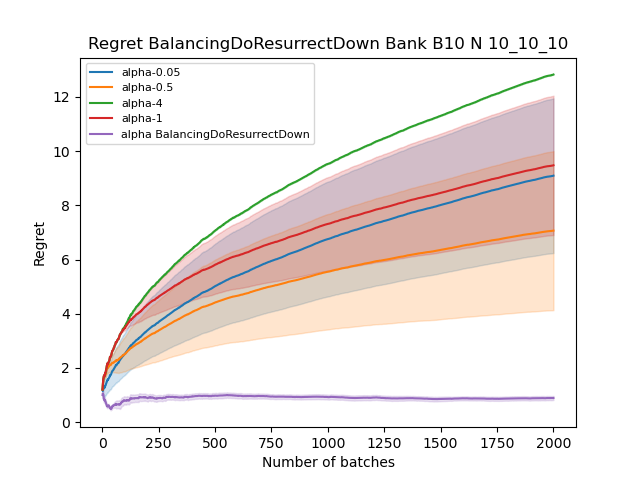 Regret BalancingDoResurrectDown Bank B10 N 10_10_10
alpha-0.05
alpha-0.5
alpha-4
alpha-1
alpha BalancingDoResurrectDown
12
10
8
6
4
2
0
Regret
0 250 500 750 1000 1250 1500 1750 2000
Number of batches